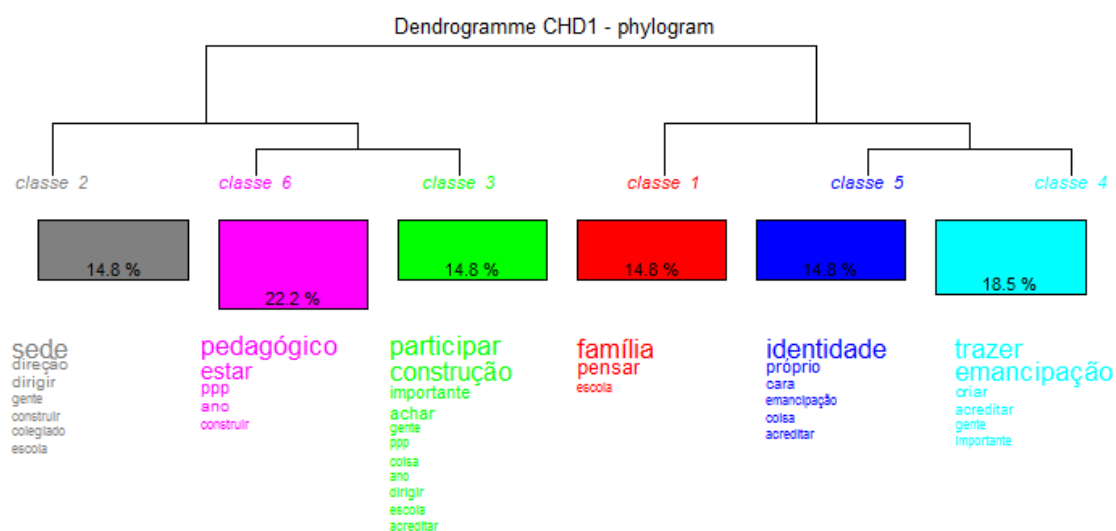 Dendrogramme CHD1 - phylogram
classe 2
classe 6
classe 3
classe 1
classe 5
classe 4
14.8 %
22.2 %
14.8 %
14.8 %
14.8 %
18.5 %
sede
direção
dirigir
gente
construir
colegiado
escola
pedagógico
estar
ppp
ano
construir
participar
construção
importante
achar
gente
ppp
coisa
ano
dirigir
escola
acreditar
família
pensar
escola
identidade
próprio
cara
emancipação
coisa
acreditar
trazer
emancipação
criar
acreditar
gente
importante